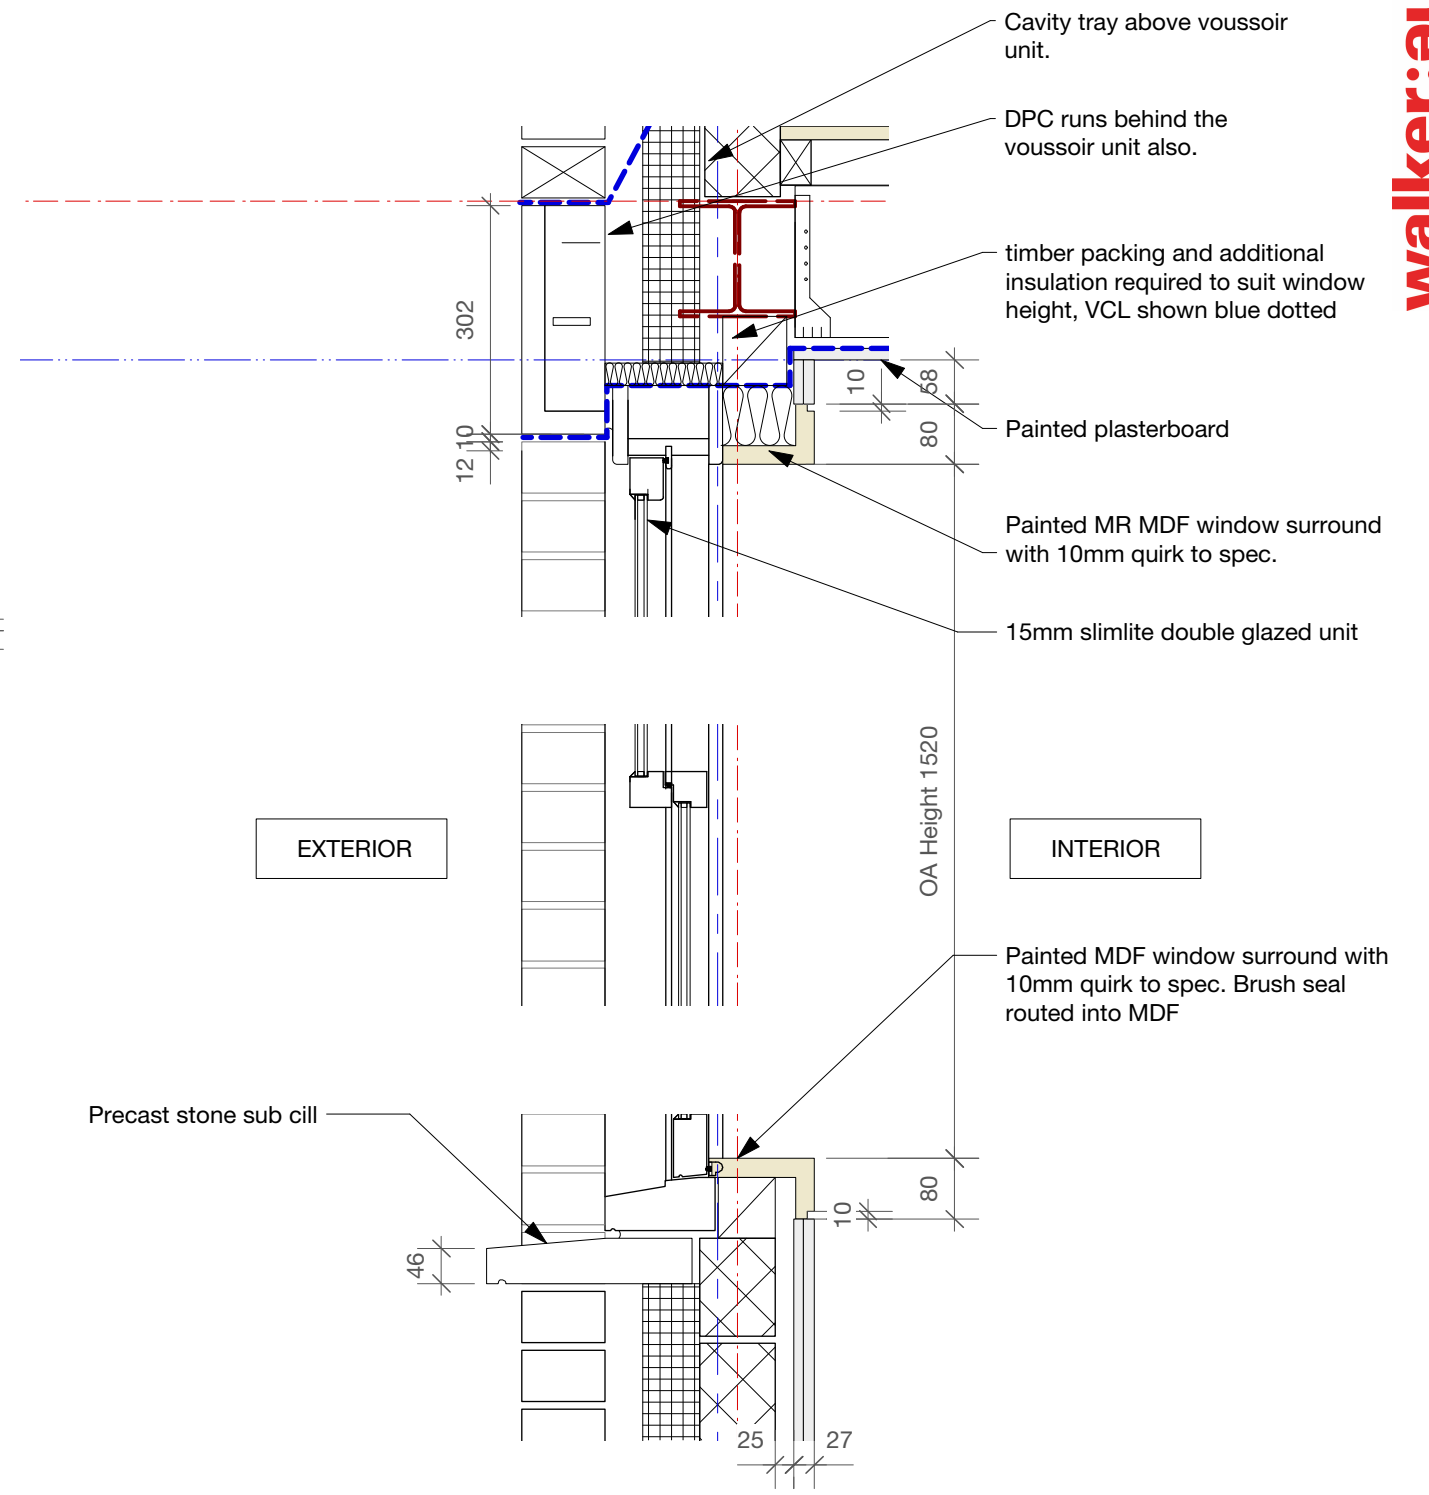 Cavity tray above voussoir
unit.
DPC runs behind the
voussoir unit also.
timber packing and additional
insulation required to suit window
height, VCL shown blue dotted
302
10
58
10
12
80
Painted plasterboard
Painted MR MDF window surround
with 10mm quirk to spec.
15mm slimlite double glazed unit
OA Height 1520
EXTERIOR
INTERIOR
Painted MDF window surround with
10mm quirk to spec. Brush seal
routed into MDF
Precast stone sub cill
80
10
46
25
27